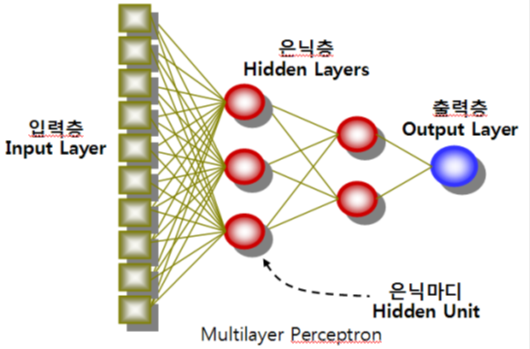 은닉층
Hidden Layers
출력층
Output Layer
입력층
Input Layer
은닉마디
Hidden Unit
Multilayer Perceptron